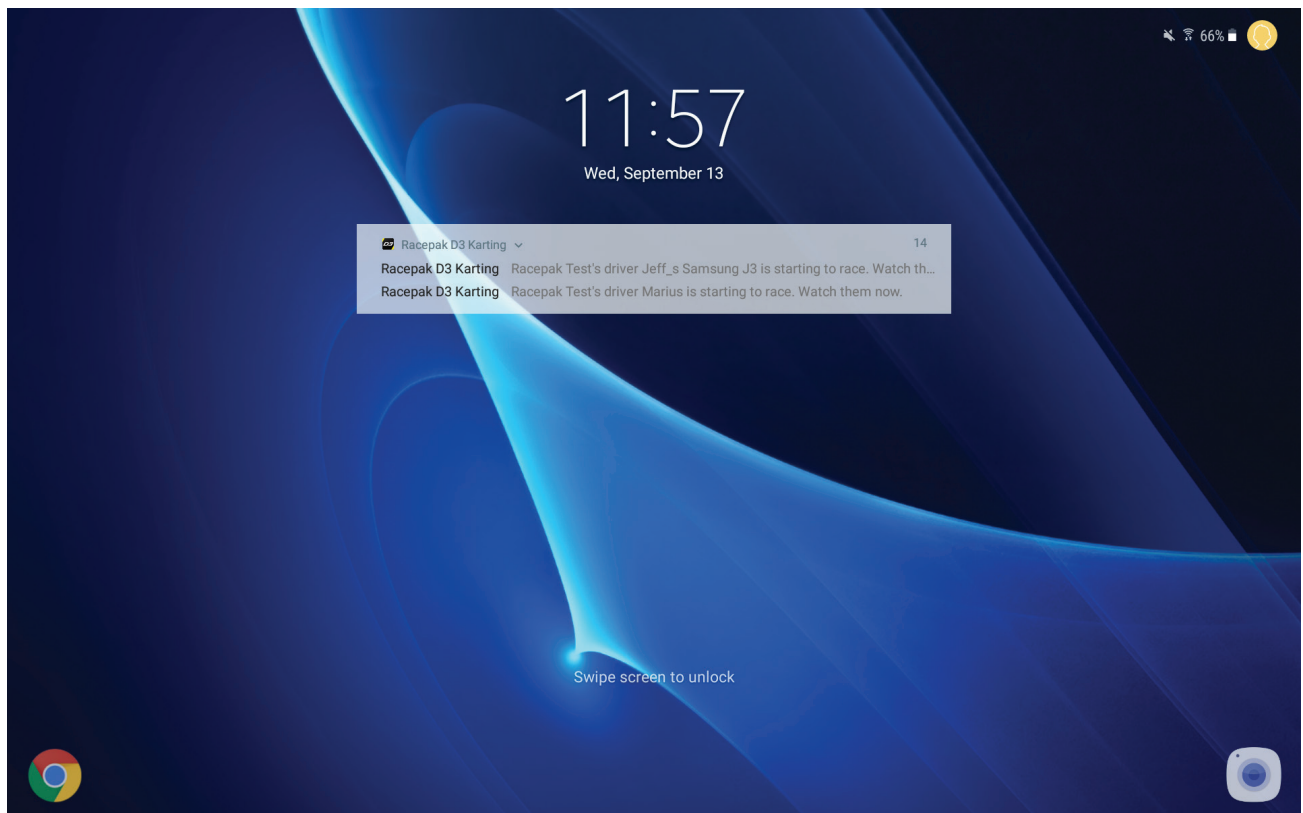 66%
11:57
Wed, September 13
D3 Racepak D3 Karting 14
Racepak D3 Karting Racepak Test's driver Jeff_s Samsung J3 is starting to race. Watch th...
Racepak D3 Karting Racepak Test's driver Marius is starting to race. Watch them now.
Swipe screen to unlock